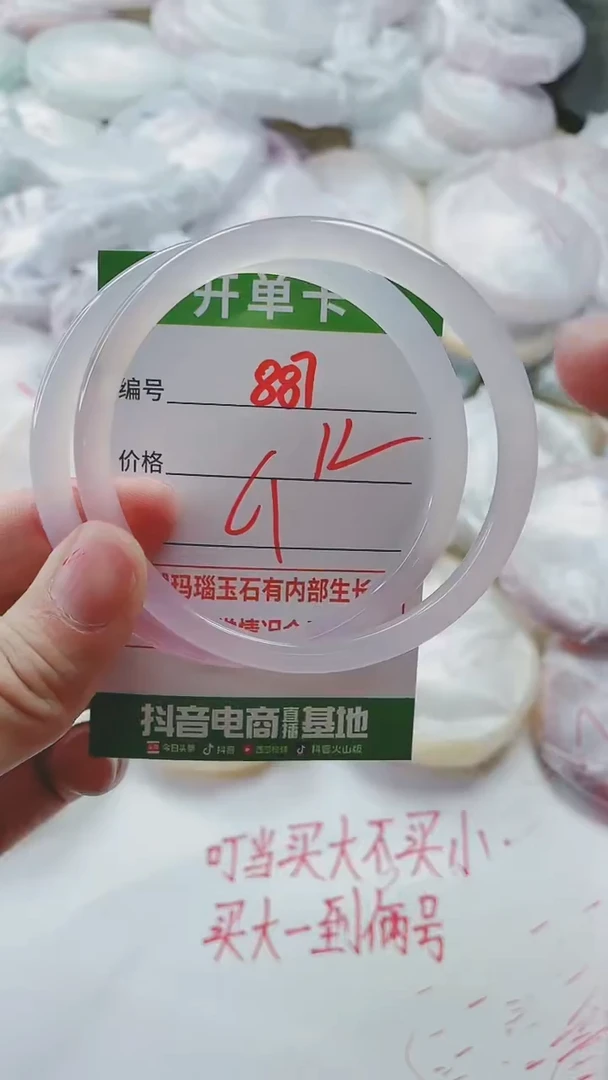 开单卡
编号 887
价格
玛瑙玉石有内部生长
抖音电商直播基地
今日头条 抖音 西瓜视频 抖音火山版
叮当买大不买小.
买大一到俩号